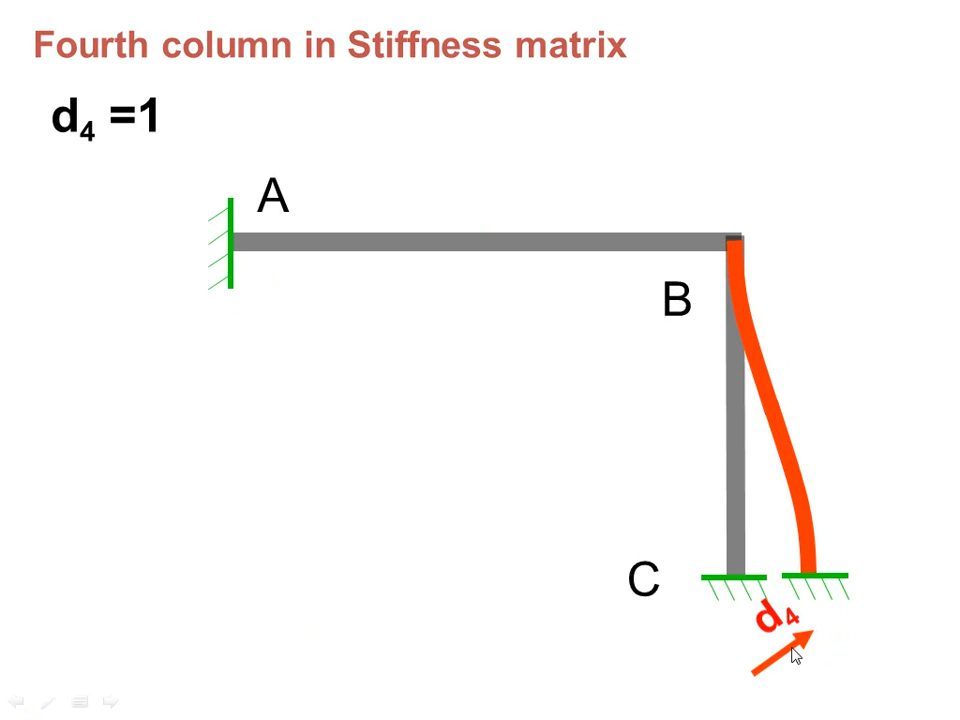 Fourth column in Stiffness matrix
d₄ =1
A
B
C
d₄